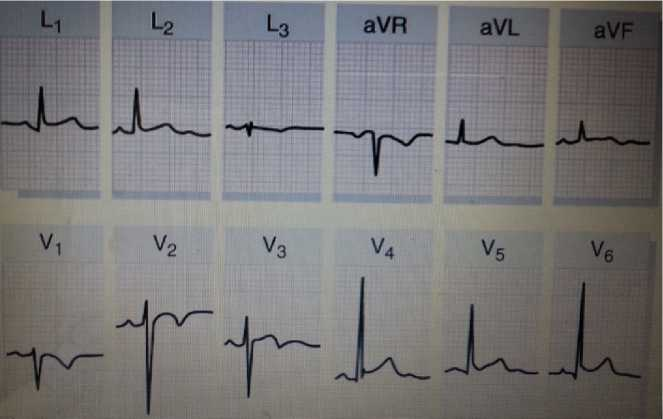 L₁ L₂ L₃ aVR aVL aVF
V₁ V₂ V₃ V₄ V₅ V₆